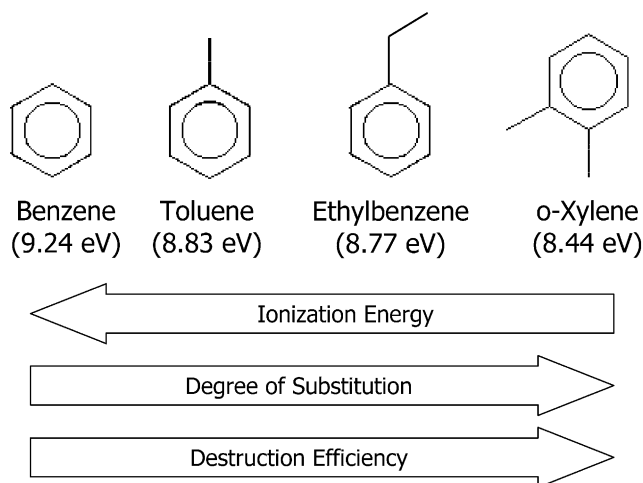 Benzene Toluene Ethylbenzene o-Xylene
(9.24 eV) (8.83 eV) (8.77 eV) (8.44 eV)
Ionization Energy
Degree of Substitution
Destruction Efficiency